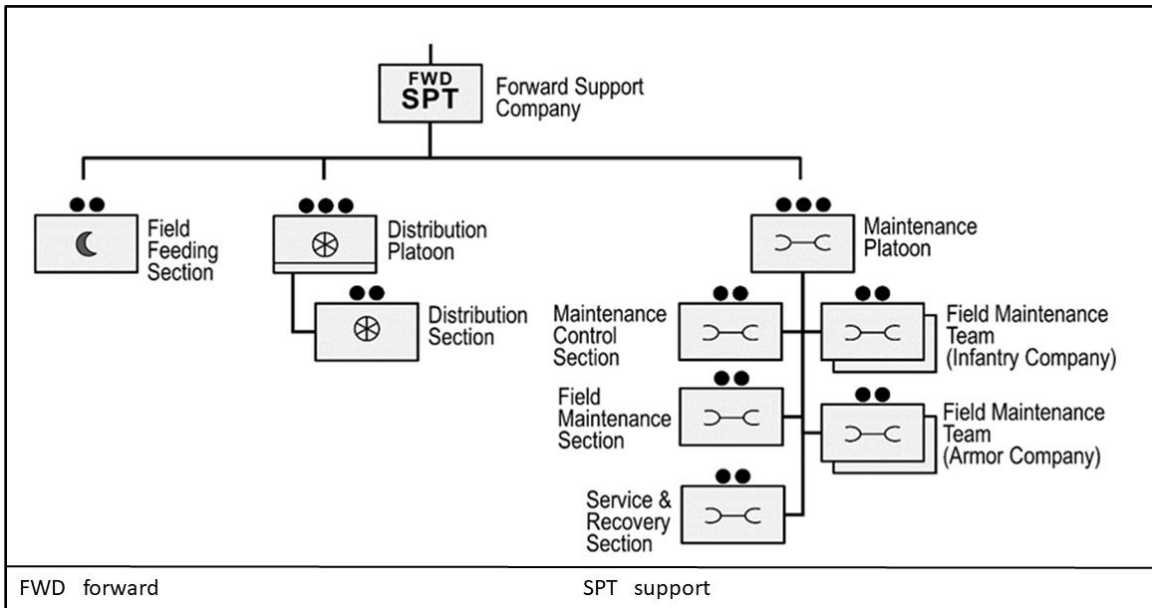 FWD
SPT
Forward Support
Company
Field
Feeding
Section
Distribution
Platoon
Maintenance
Platoon
Distribution
Section
Maintenance
Control
Section
Field Maintenance
Team
(Infantry Company)
Field
Maintenance
Section
Field Maintenance
Team
(Armor Company)
Service &
Recovery
Section
FWD forward
SPT support